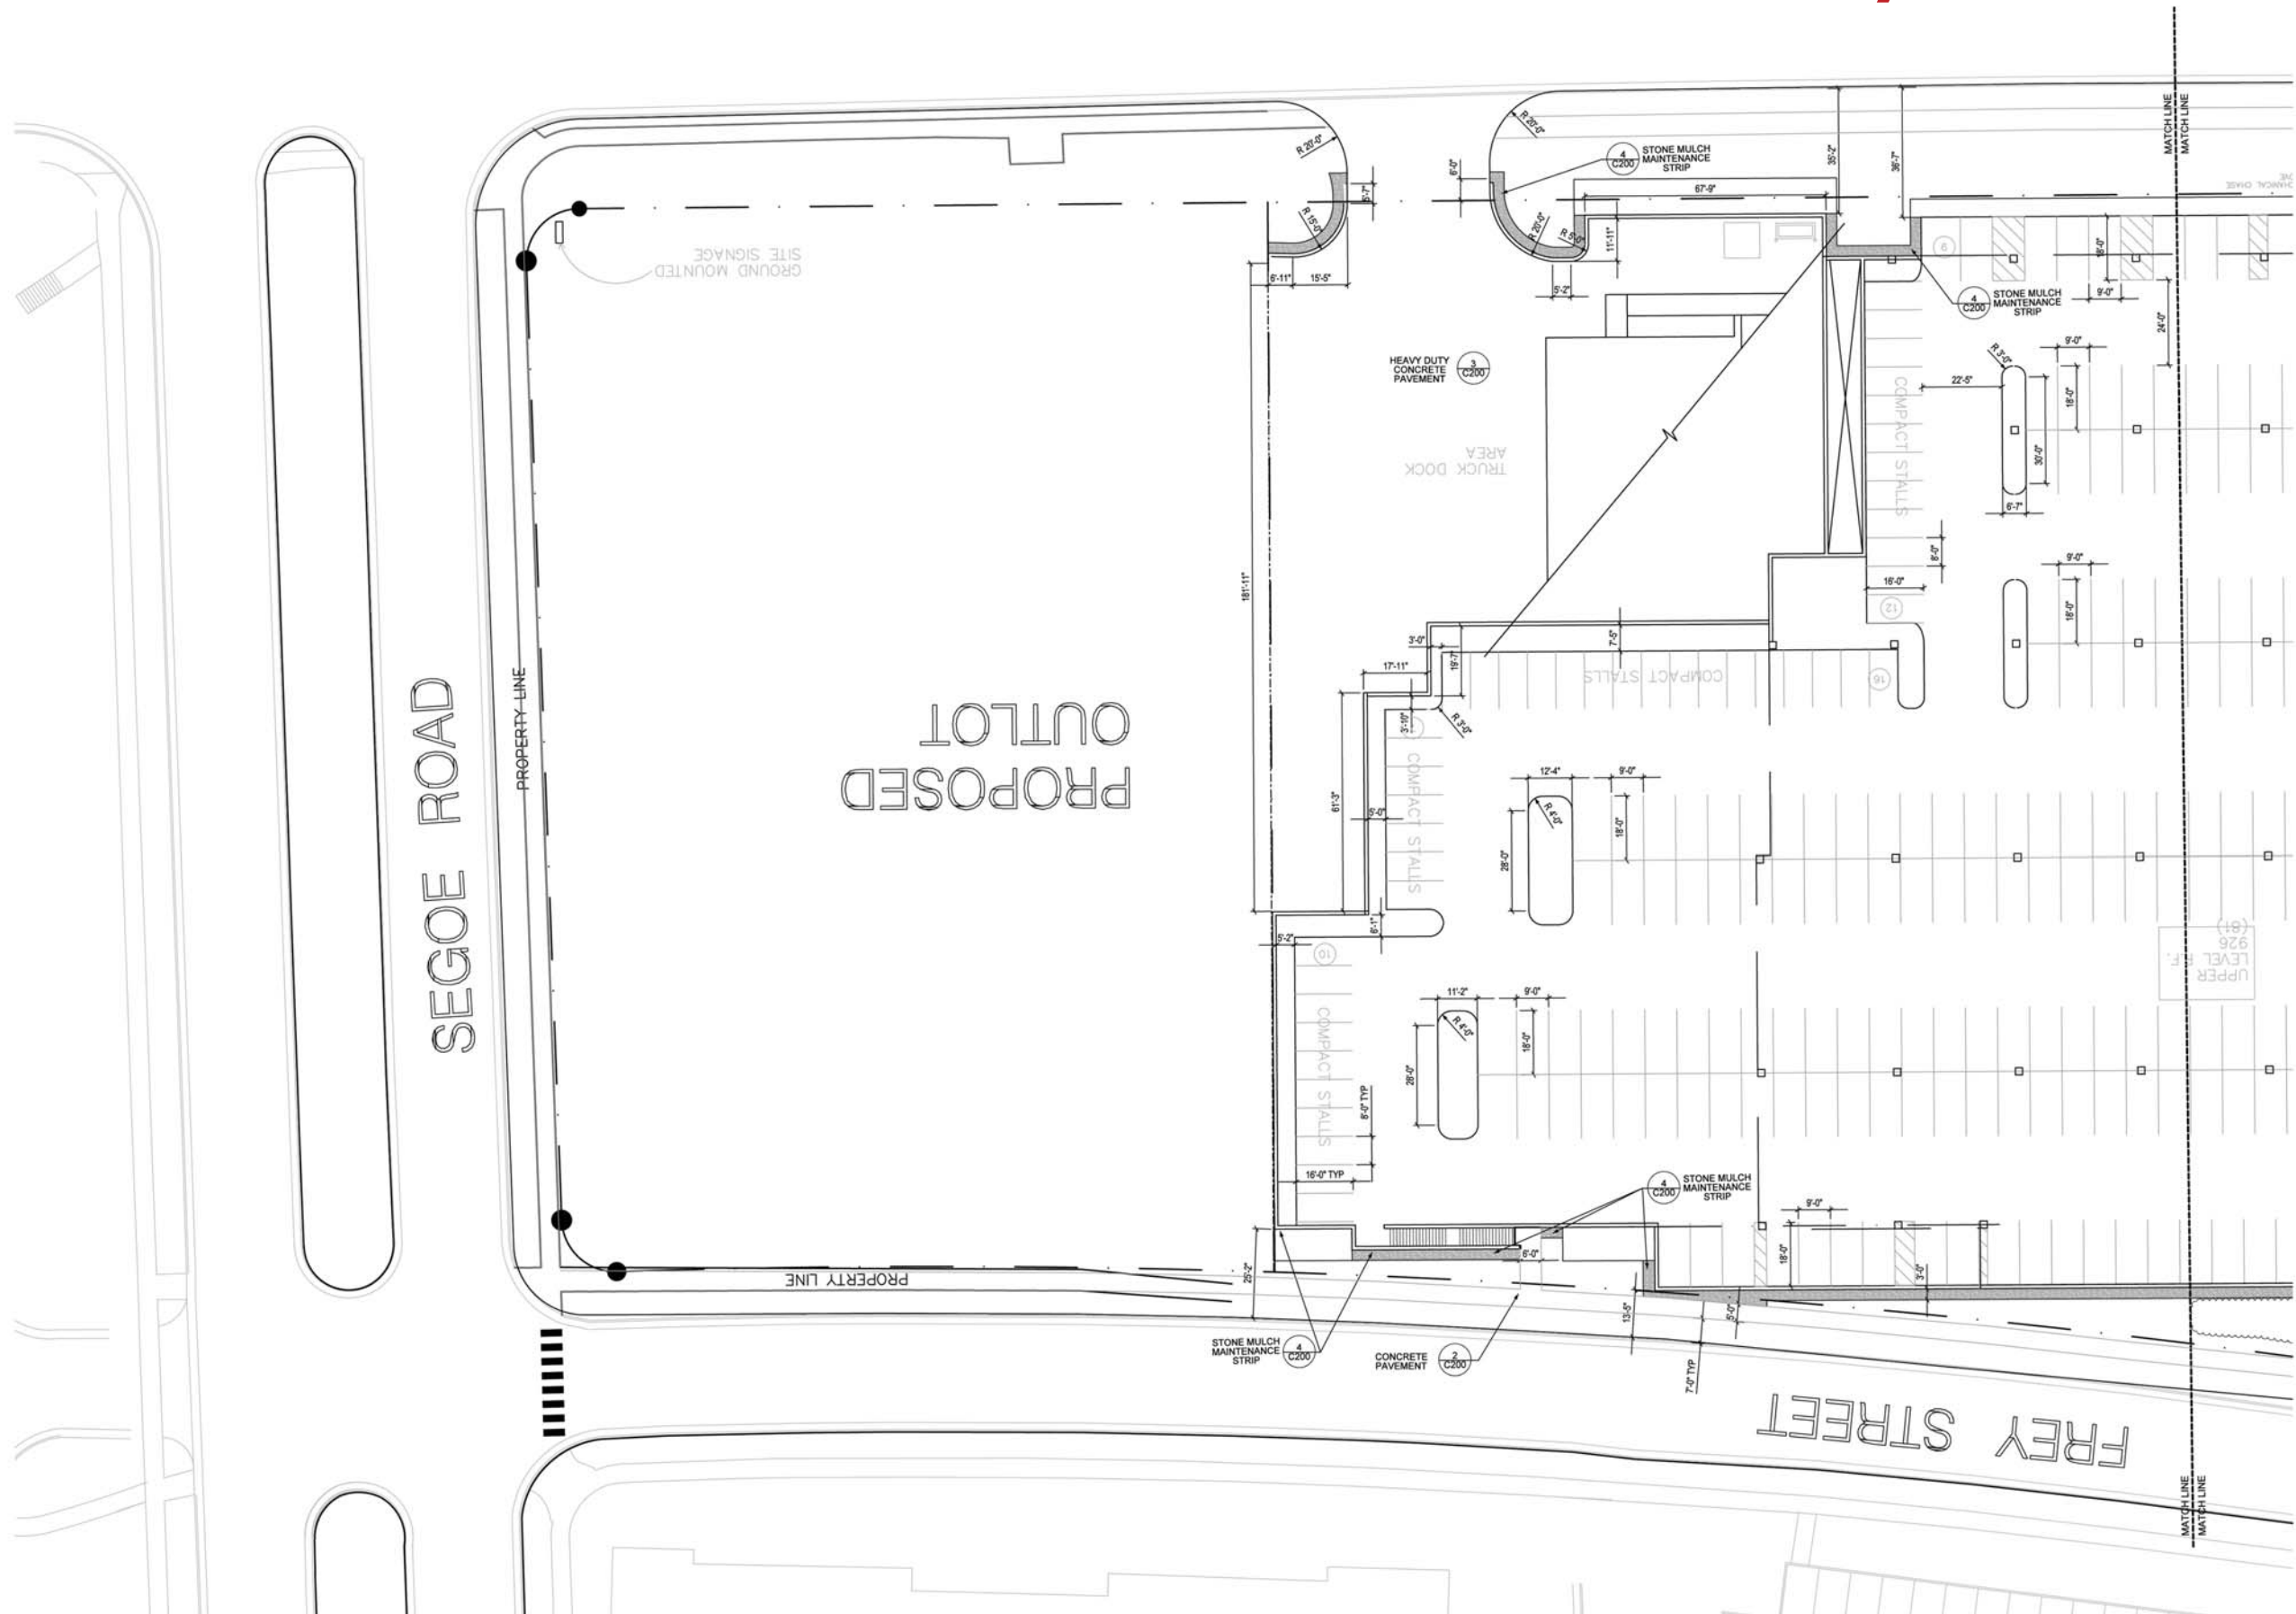 MATCH LINE
MATCH LINE
R 20'-0"
R 20'-0"
4
C200
STONE MULCH
MAINTENANCE
STRIP
35'-2"
36'-7"
6'-0"
5'-7"
67'-9"
R 15'-0"
R 20'-0"
R 5'-0"
11'-11"
9
18'-0"
SITE SIGNAGE
GROUND MOUNTED
6'-11"
15'-5"
5'-2"
4
C200
STONE MULCH
MAINTENANCE
STRIP
9'-0"
24'-0"
HEAVY DUTY
CONCRETE
PAVEMENT
3
C200
R 3'-0"
9'-0"
22'-5"
18'-0"
COMPACT STALLS
30'-0"
6'-7"
TRUCK DOCK
AREA
181'-11"
8'-0"
16'-0"
12
9'-0"
18'-0"
3'-0"
19'-7"
7'-5"
17'-11"
COMPACT STALLS
16
3'-10"
R 3'-0"
PROPERTY LINE
SEGOE ROAD
PROPOSED
OUTLOT
61'-3"
5'-0"
COMPACT STALLS
12'-4"
9'-0"
R 4'-0"
18'-0"
28'-0"
6'-1"
5'-2"
10
UPPER
LEVEL F.F.
926
(81)
11'-2"
9'-0"
R 4'-0"
18'-0"
28'-0"
COMPACT STALLS
8'-0" TYP
16'-0" TYP
4
C200
STONE MULCH
MAINTENANCE
STRIP
9'-0"
18'-0"
3'-0"
6'-0"
25'-2"
PROPERTY LINE
13'-5"
5'-0"
7'-0" TYP
STONE MULCH
MAINTENANCE
STRIP
4
C200
CONCRETE
PAVEMENT
2
C200
FREY STREET
MATCH LINE
MATCH LINE